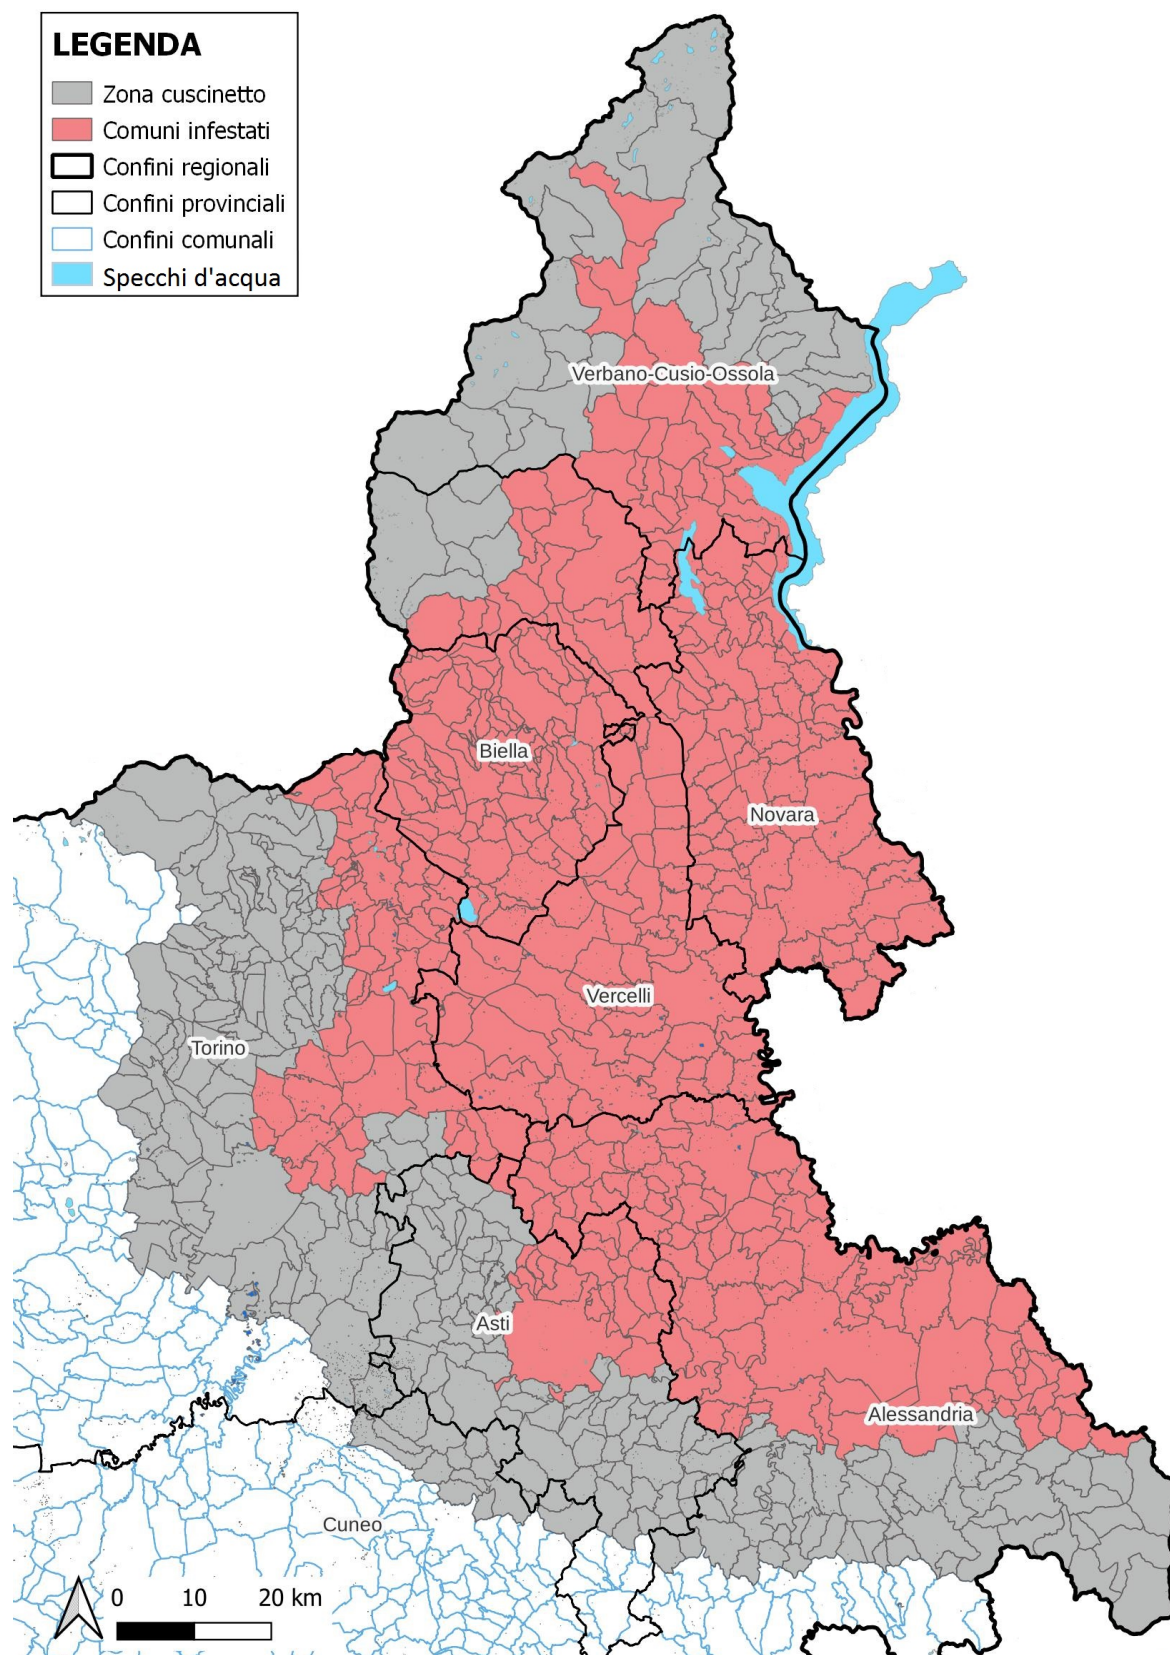 LEGENDA
Zona cuscinetto
Comuni infestati
Confini regionali
Confini provinciali
Confini comunali
Specchi d'acqua
Verbano-Cusio-Ossola
Biella
Novara
Vercelli
Torino
Asti
Alessandria
Cuneo
0 10 20 km